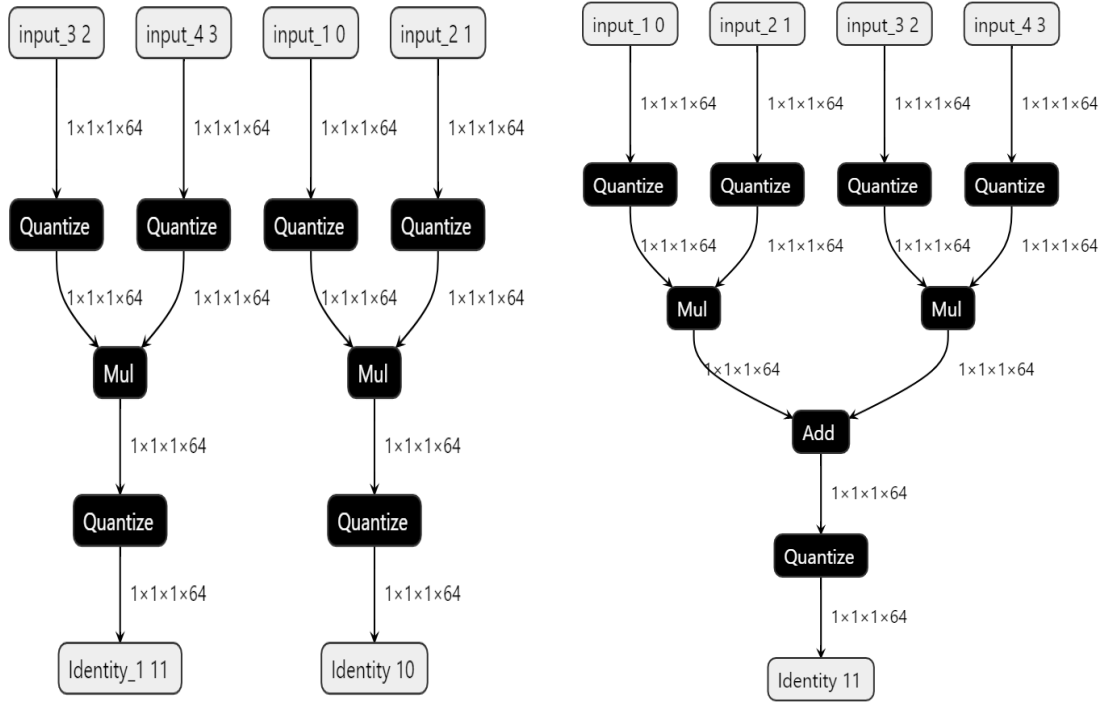 input_3 2
input_4 3
input_1 0
input_2 1
1×1×1×64
1×1×1×64
1×1×1×64
1×1×1×64
Quantize
Quantize
Quantize
Quantize
1×1×1×64
1×1×1×64
1×1×1×64
1×1×1×64
Mul
Mul
1×1×1×64
1×1×1×64
Quantize
Quantize
1×1×1×64
1×1×1×64
Identity_1 11
Identity 10
input_1 0
input_2 1
input_3 2
input_4 3
1×1×1×64
1×1×1×64
1×1×1×64
1×1×1×64
Quantize
Quantize
Quantize
Quantize
1×1×1×64
1×1×1×64
1×1×1×64
1×1×1×64
Mul
Mul
1×1×1×64
1×1×1×64
Add
1×1×1×64
Quantize
1×1×1×64
Identity 11